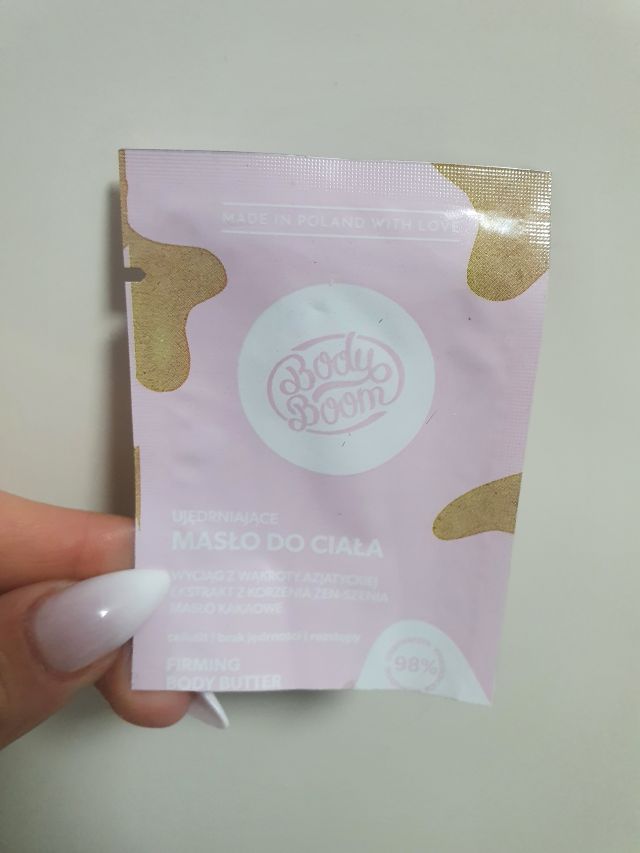 MADE IN POLAND WITH LOVE
Body
Boom
UJĘDRNIAJĄCE
MASŁO DO CIAŁA
WYCIĄG Z WĄKROTY AZJATYCKIEJ
EKSTRAKT Z KORZENIA ŻEŃ-SZENIA
MASŁO KAKAOWE
cellulit | brak jędrności | rozstępy
FIRMING
BODY BUTTER
98%